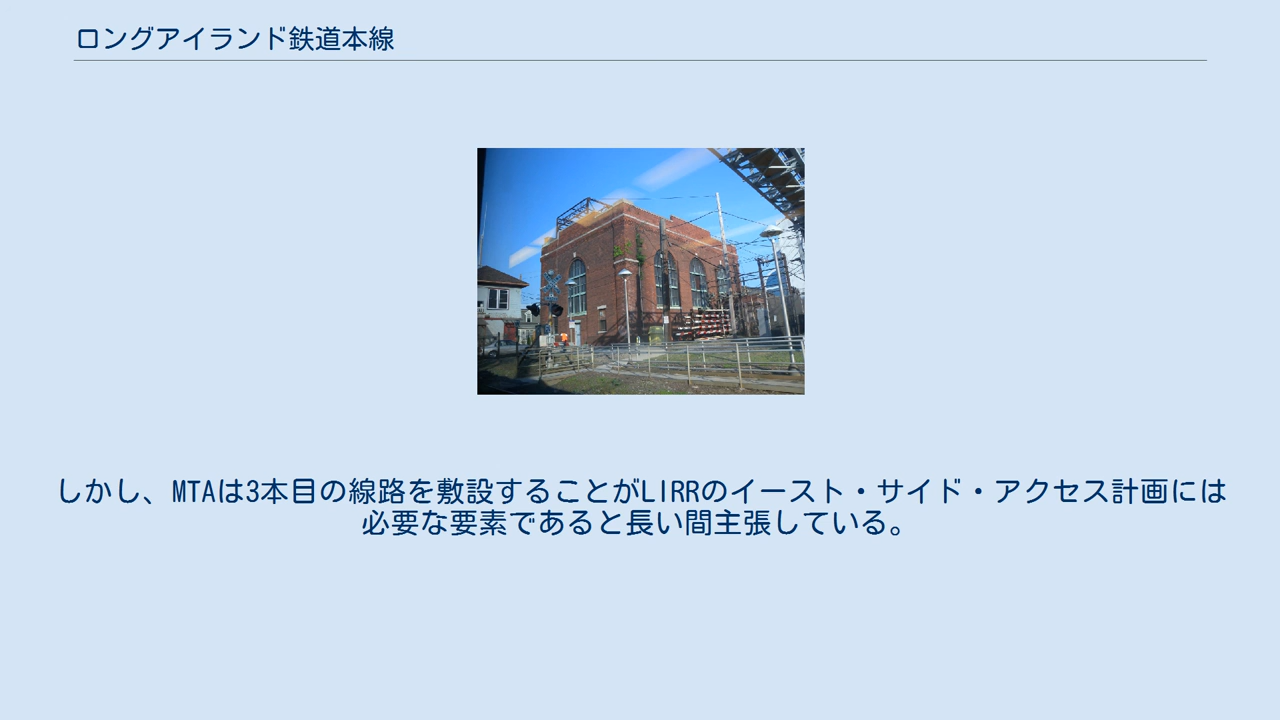 ロングアイランド鉄道本線
しかし、MTAは3本目の線路を敷設することがLIRRのイースト・サイド・アクセス計画には
必要な要素であると長い間主張している。